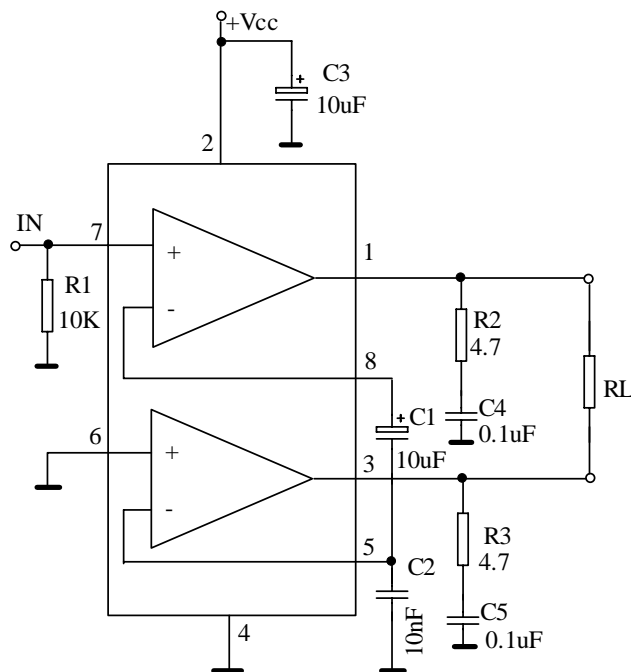 +Vcc
C3
10uF
2
IN
7
+
1
R1
10K
-
R2
4.7
8
RL
C4
0.1uF
+
C1
10uF
6
+
3
-
R3
4.7
5
C2
10nF
C5
0.1uF
4
+